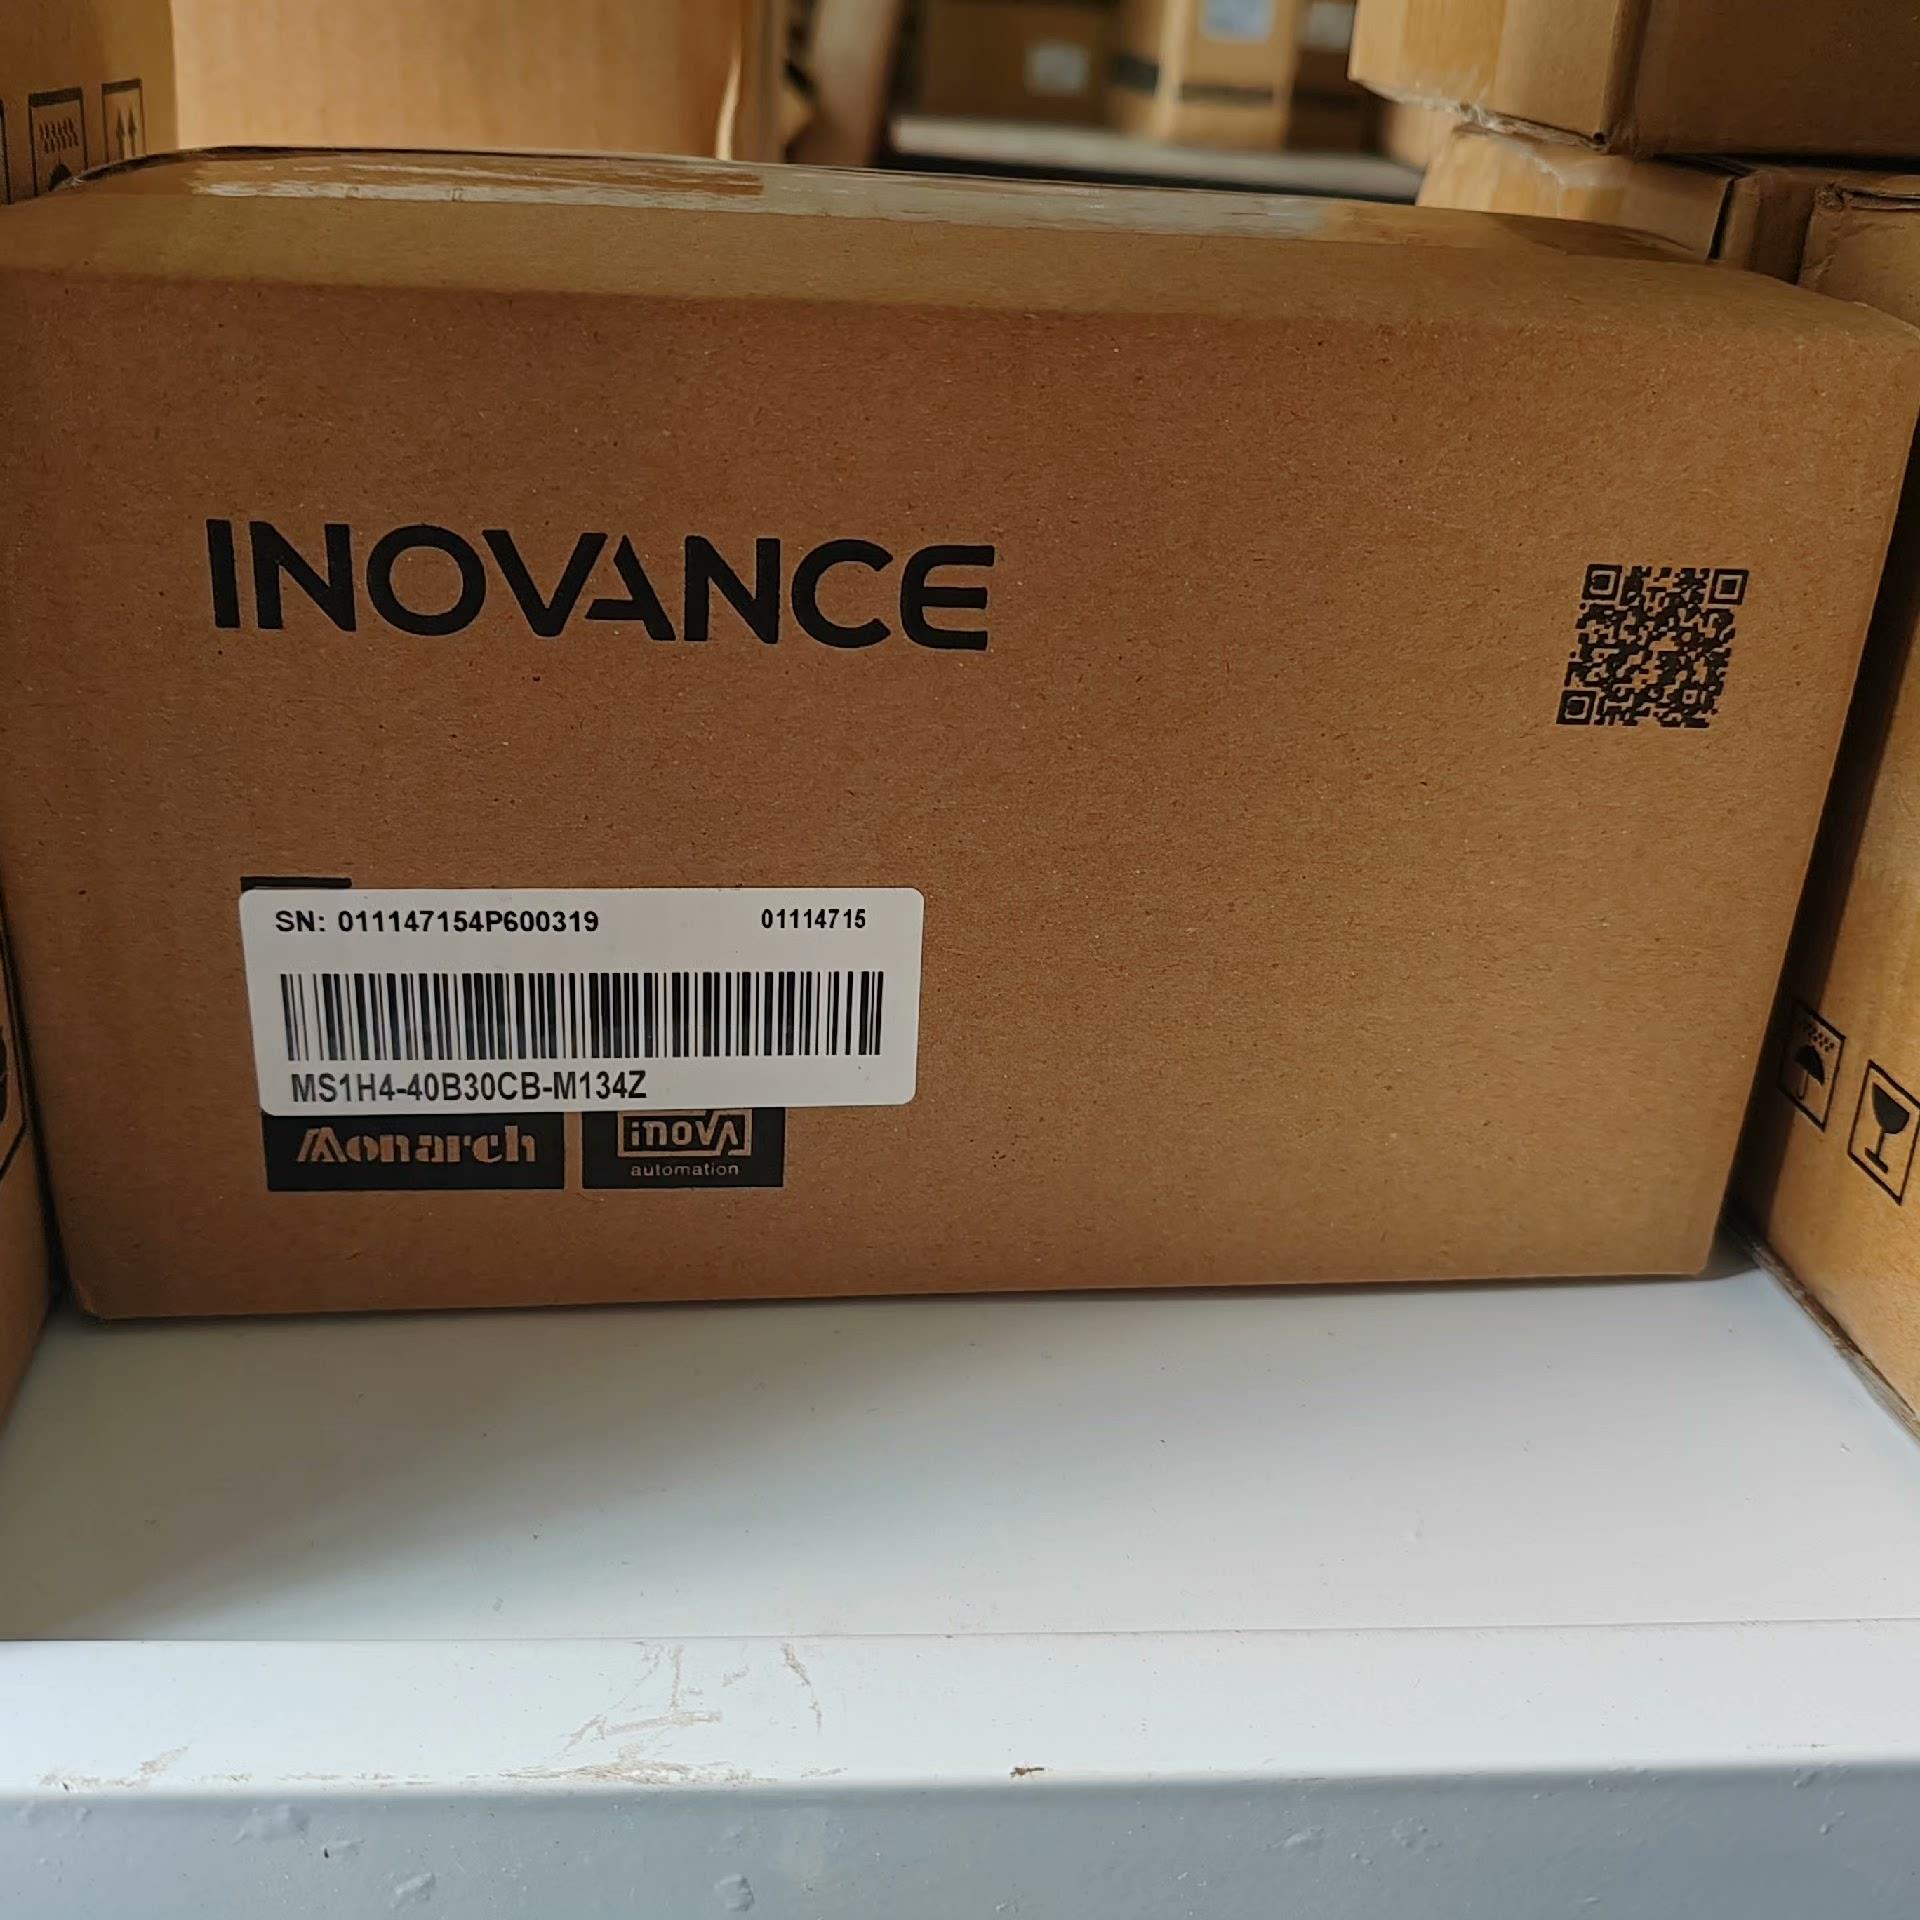 INOVANCE
SN: 011147154P600319 01114715
MS1H4-40B30CB-M134Z
Monarch
inovA
automation